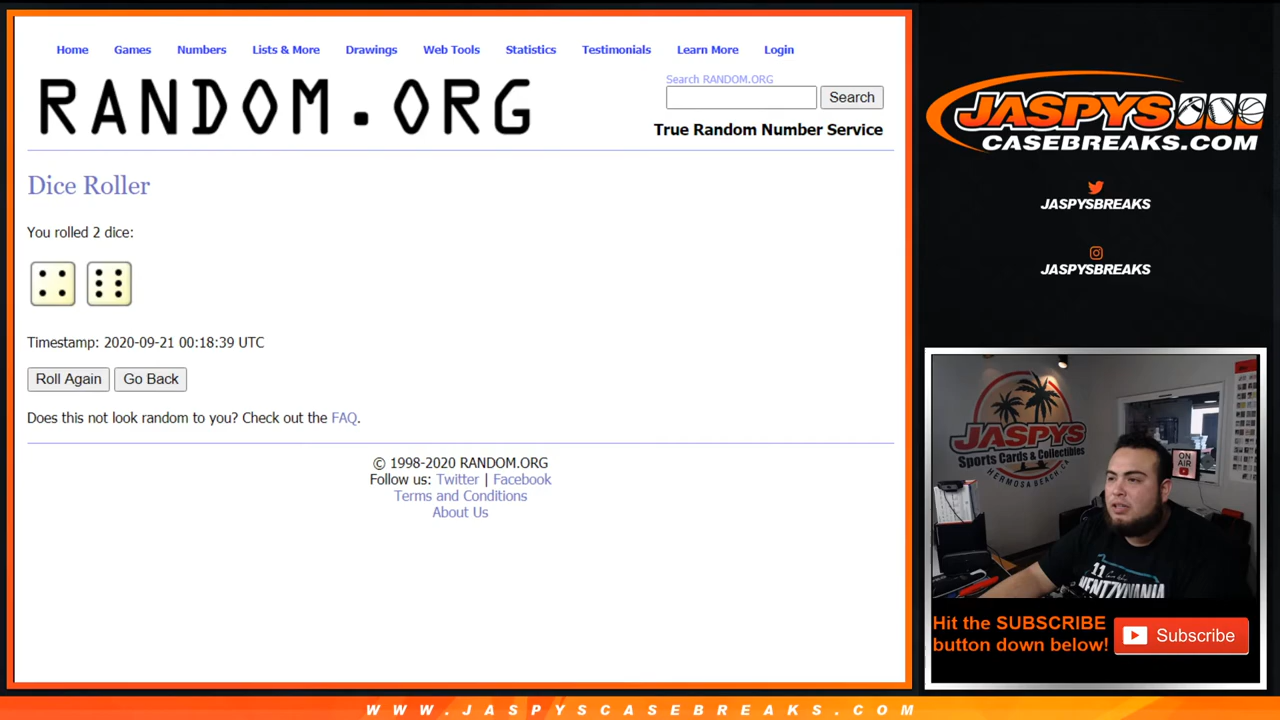 Home Games Numbers Lists & More Drawings Web Tools Statistics Testimonials Learn More Login
RANDOM.ORG
Search RANDOM.ORG
Search
True Random Number Service
Dice Roller
You rolled 2 dice:
Timestamp: 2020-09-21 00:18:39 UTC
Roll Again Go Back
Does this not look random to you? Check out the FAQ.
© 1998-2020 RANDOM.ORG
Follow us: Twitter | Facebook
Terms and Conditions
About Us
JASPYS
CASEBREAKS.COM
JASPYSBREAKS
JASPYSBREAKS
JASPYS
Sports Cards & Collectibles
HERMOSA BEACH, CA
ON
AIR
11
WENTZYLVANIA
Hit the SUBSCRIBE
button down below!
Subscribe
WWW.JASPYSCASEBREAKS.COM